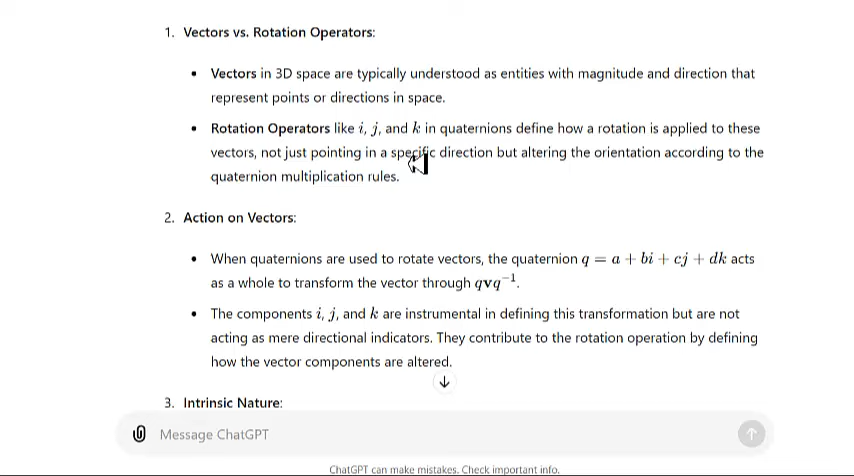 1. Vectors vs. Rotation Operators:
• Vectors in 3D space are typically understood as entities with magnitude and direction that
represent points or directions in space.
• Rotation Operators like i, j, and k in quaternions define how a rotation is applied to these
vectors, not just pointing in a specific direction but altering the orientation according to the
quaternion multiplication rules.
2. Action on Vectors:
• When quaternions are used to rotate vectors, the quaternion q = a + bi + cj + dk acts
as a whole to transform the vector through qvq⁻¹.
• The components i, j, and k are instrumental in defining this transformation but are not
acting as mere directional indicators. They contribute to the rotation operation by defining
how the vector components are altered.
3. Intrinsic Nature:
Message ChatGPT
ChatGPT can make mistakes. Check important info.